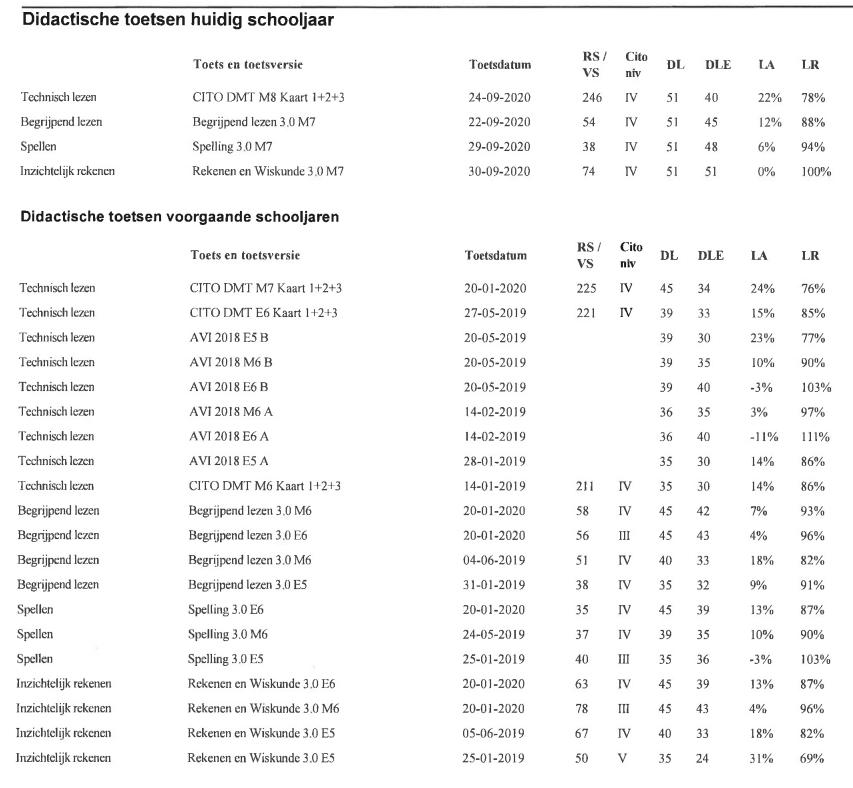 Didactische toetsen huidig schooljaar
Toets en toetsversie Toetsdatum RS / VS Cito niv DL DLE LA LR
Technisch lezen CITO DMT M8 Kaart 1+2+3 24-09-2020 246 IV 51 40 22% 78%
Begrijpend lezen Begrijpend lezen 3.0 M7 22-09-2020 54 IV 51 45 12% 88%
Spellen Spelling 3.0 M7 29-09-2020 38 IV 51 48 6% 94%
Inzichtelijk rekenen Rekenen en Wiskunde 3.0 M7 30-09-2020 74 IV 51 51 0% 100%
Didactische toetsen voorgaande schooljaren
Toets en toetsversie Toetsdatum RS / VS Cito niv DL DLE LA LR
Technisch lezen CITO DMT M7 Kaart 1+2+3 20-01-2020 225 IV 45 34 24% 76%
Technisch lezen CITO DMT E6 Kaart 1+2+3 27-05-2019 221 IV 39 33 15% 85%
Technisch lezen AVI 2018 E5 B 20-05-2019 39 30 23% 77%
Technisch lezen AVI 2018 M6 B 20-05-2019 39 35 10% 90%
Technisch lezen AVI 2018 E6 B 20-05-2019 39 40 -3% 103%
Technisch lezen AVI 2018 M6 A 14-02-2019 36 35 3% 97%
Technisch lezen AVI 2018 E6 A 14-02-2019 36 40 -11% 111%
Technisch lezen AVI 2018 E5 A 28-01-2019 35 30 14% 86%
Technisch lezen CITO DMT M6 Kaart 1+2+3 14-01-2019 211 IV 35 30 14% 86%
Begrijpend lezen Begrijpend lezen 3.0 M6 20-01-2020 58 IV 45 42 7% 93%
Begrijpend lezen Begrijpend lezen 3.0 E6 20-01-2020 56 III 45 43 4% 96%
Begrijpend lezen Begrijpend lezen 3.0 M6 04-06-2019 51 IV 40 33 18% 82%
Begrijpend lezen Begrijpend lezen 3.0 E5 31-01-2019 38 IV 35 32 9% 91%
Spellen Spelling 3.0 E6 20-01-2020 35 IV 45 39 13% 87%
Spellen Spelling 3.0 M6 24-05-2019 37 IV 39 35 10% 90%
Spellen Spelling 3.0 E5 25-01-2019 40 III 35 36 -3% 103%
Inzichtelijk rekenen Rekenen en Wiskunde 3.0 E6 20-01-2020 63 IV 45 39 13% 87%
Inzichtelijk rekenen Rekenen en Wiskunde 3.0 M6 20-01-2020 78 III 45 43 4% 96%
Inzichtelijk rekenen Rekenen en Wiskunde 3.0 E5 05-06-2019 67 IV 40 33 18% 82%
Inzichtelijk rekenen Rekenen en Wiskunde 3.0 E5 25-01-2019 50 V 35 24 31% 69%